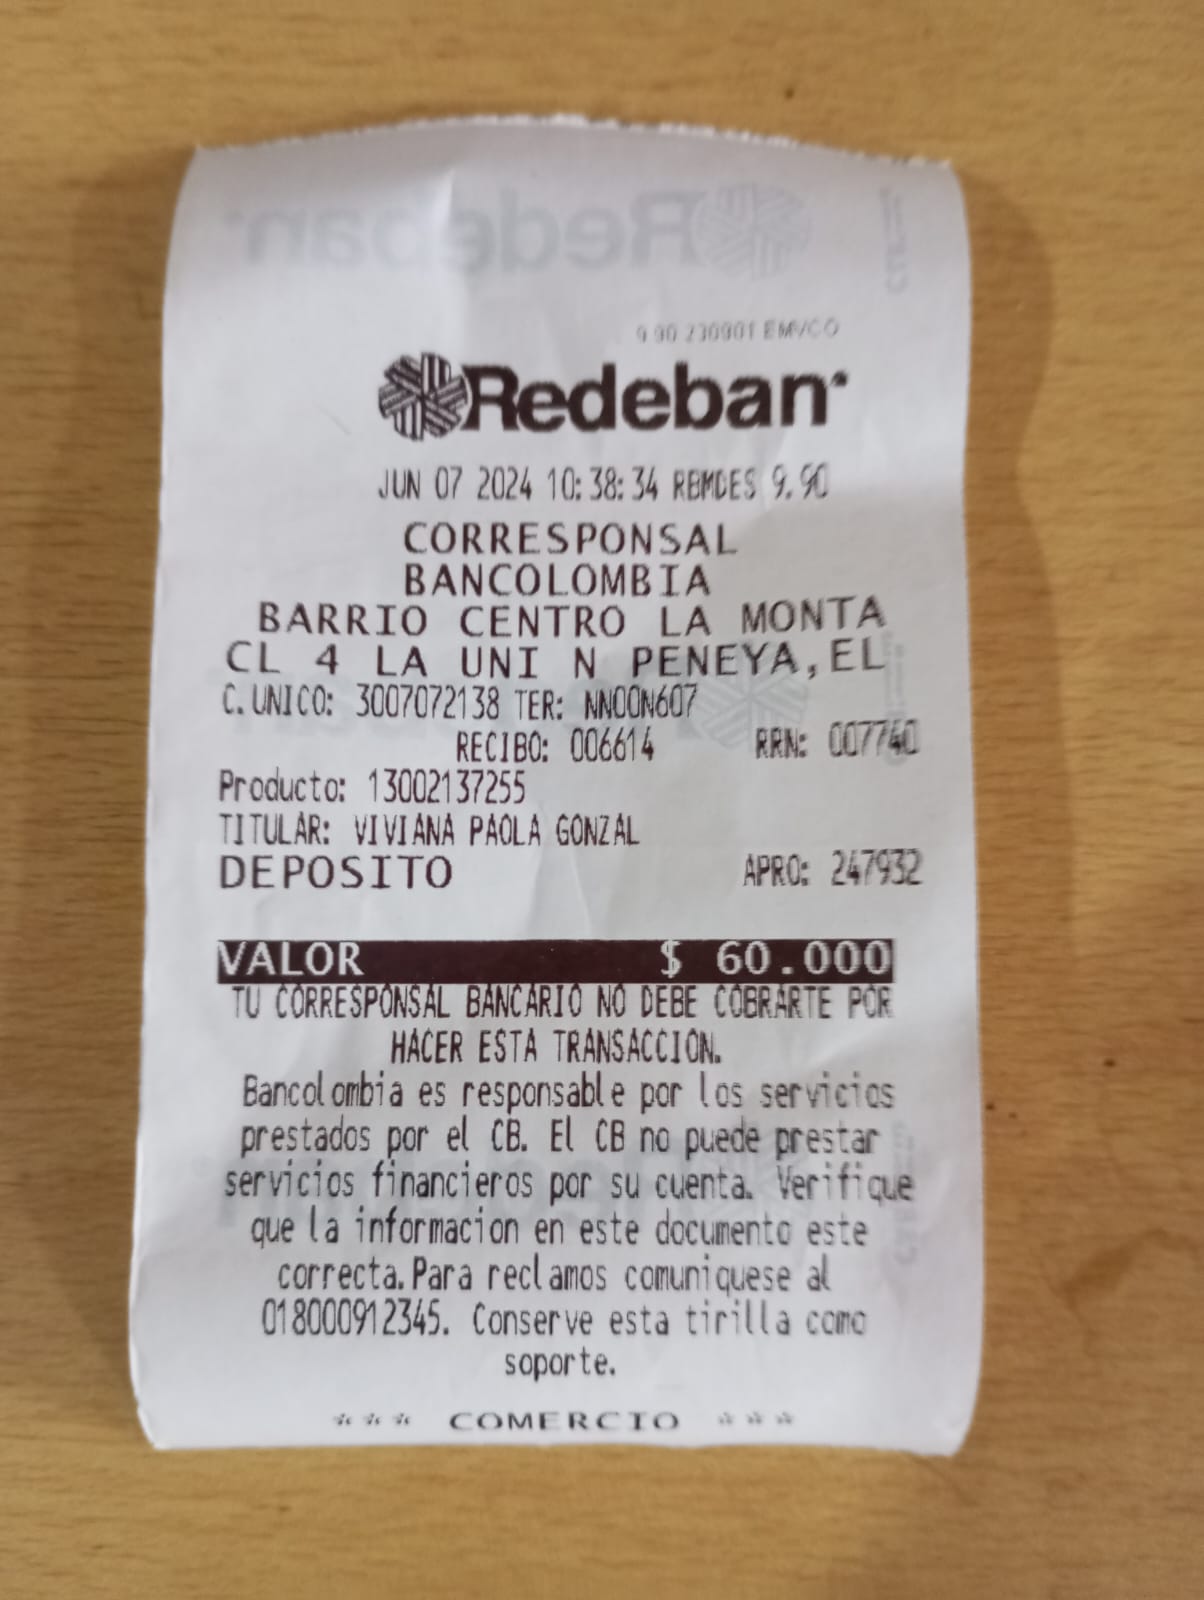 9.90 230901 EMVCO
Redeban
JUN 07 2024 10:38:34 RBMDES 9.90
CORRESPONSAL
BANCOLOMBIA
BARRIO CENTRO LA MONTA
CL 4 LA UNI N PENEYA,EL
C.UNICO: 3007072138 TER: NNOON607
RECIBO: 006614 RRN: 007740
Producto: 13002137255
TITULAR: VIVIANA PAOLA GONZAL
DEPOSITO APRO: 247932
VALOR $ 60.000
TU CORRESPONSAL BANCARIO NO DEBE COBRARTE POR
HACER ESTA TRANSACCION.
Bancolombia es responsable por los servicios
prestados por el CB. El CB no puede prestar
servicios financieros por su cuenta. Verifique
que la informacion en este documento este
correcta.Para reclamos comuniquese al
018000912345. Conserve esta tirilla como
soporte.
*** COMERCIO ***